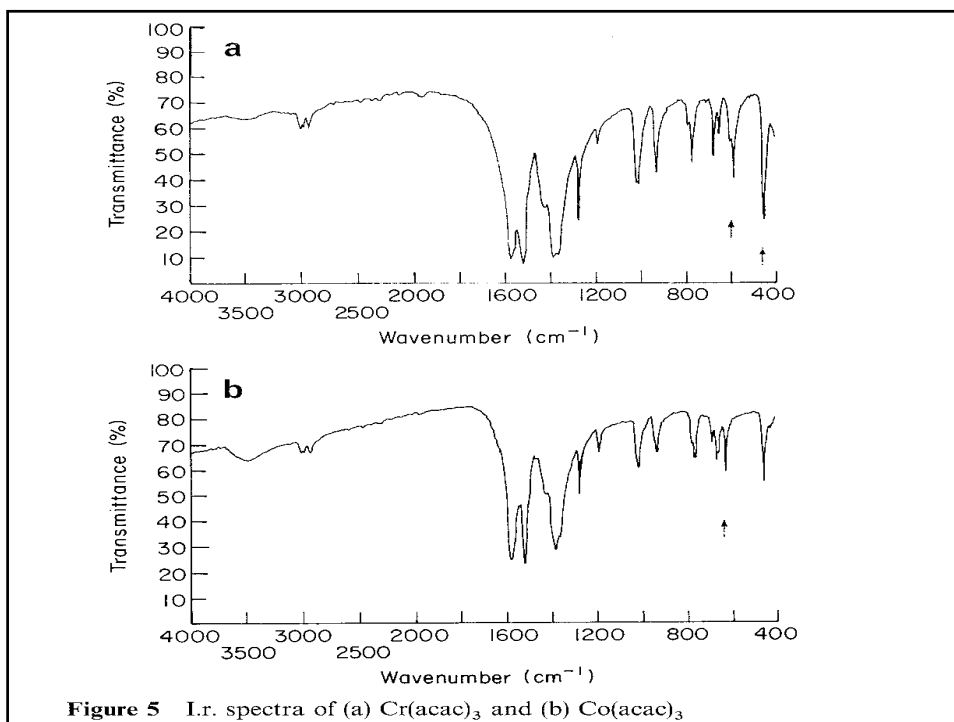 a
100
90
80
70
60
50
40
30
20
10
Transmittance (%)
4000 3000 2000 1600 1200 800 400
3500 2500
Wavenumber (cm⁻¹)
b
100
90
80
70
60
50
40
30
20
10
Transmittance (%)
4000 3000 2000 1600 1200 800 400
3500 2500
Wavenumber (cm⁻¹)
Figure 5 I.r. spectra of (a) Cr(acac)₃ and (b) Co(acac)₃